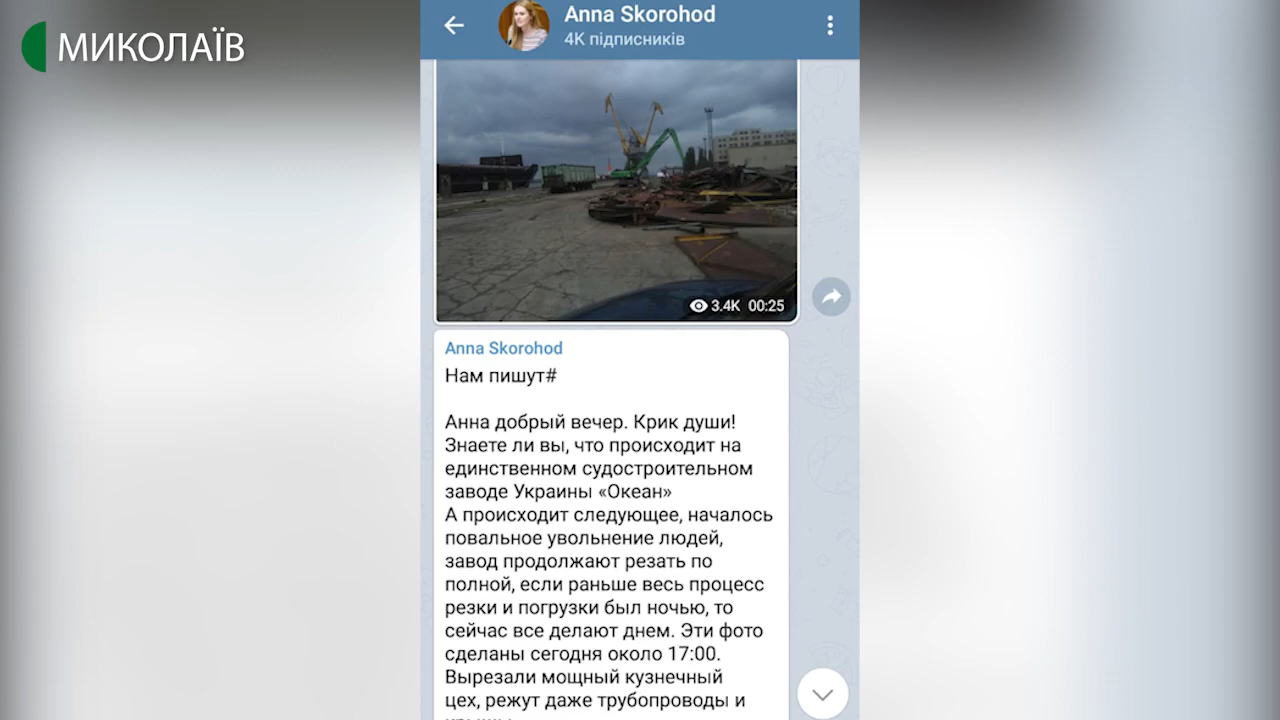 МИКОЛАЇВ
Anna Skorohod
4K підписників
3.4K 00:25
Anna Skorohod
Нам пишут#
Анна добрый вечер. Крик души!
Знаете ли вы, что происходит на
единственном судостроительном
заводе Украины «Океан»
А происходит следующее, началось
повальное увольнение людей,
завод продолжают резать по
полной, если раньше весь процесс
резки и погрузки был ночью, то
сейчас все делают днем. Эти фото
сделаны сегодня около 17:00.
Вырезали мощный кузнечный
цех, режут даже трубопроводы и